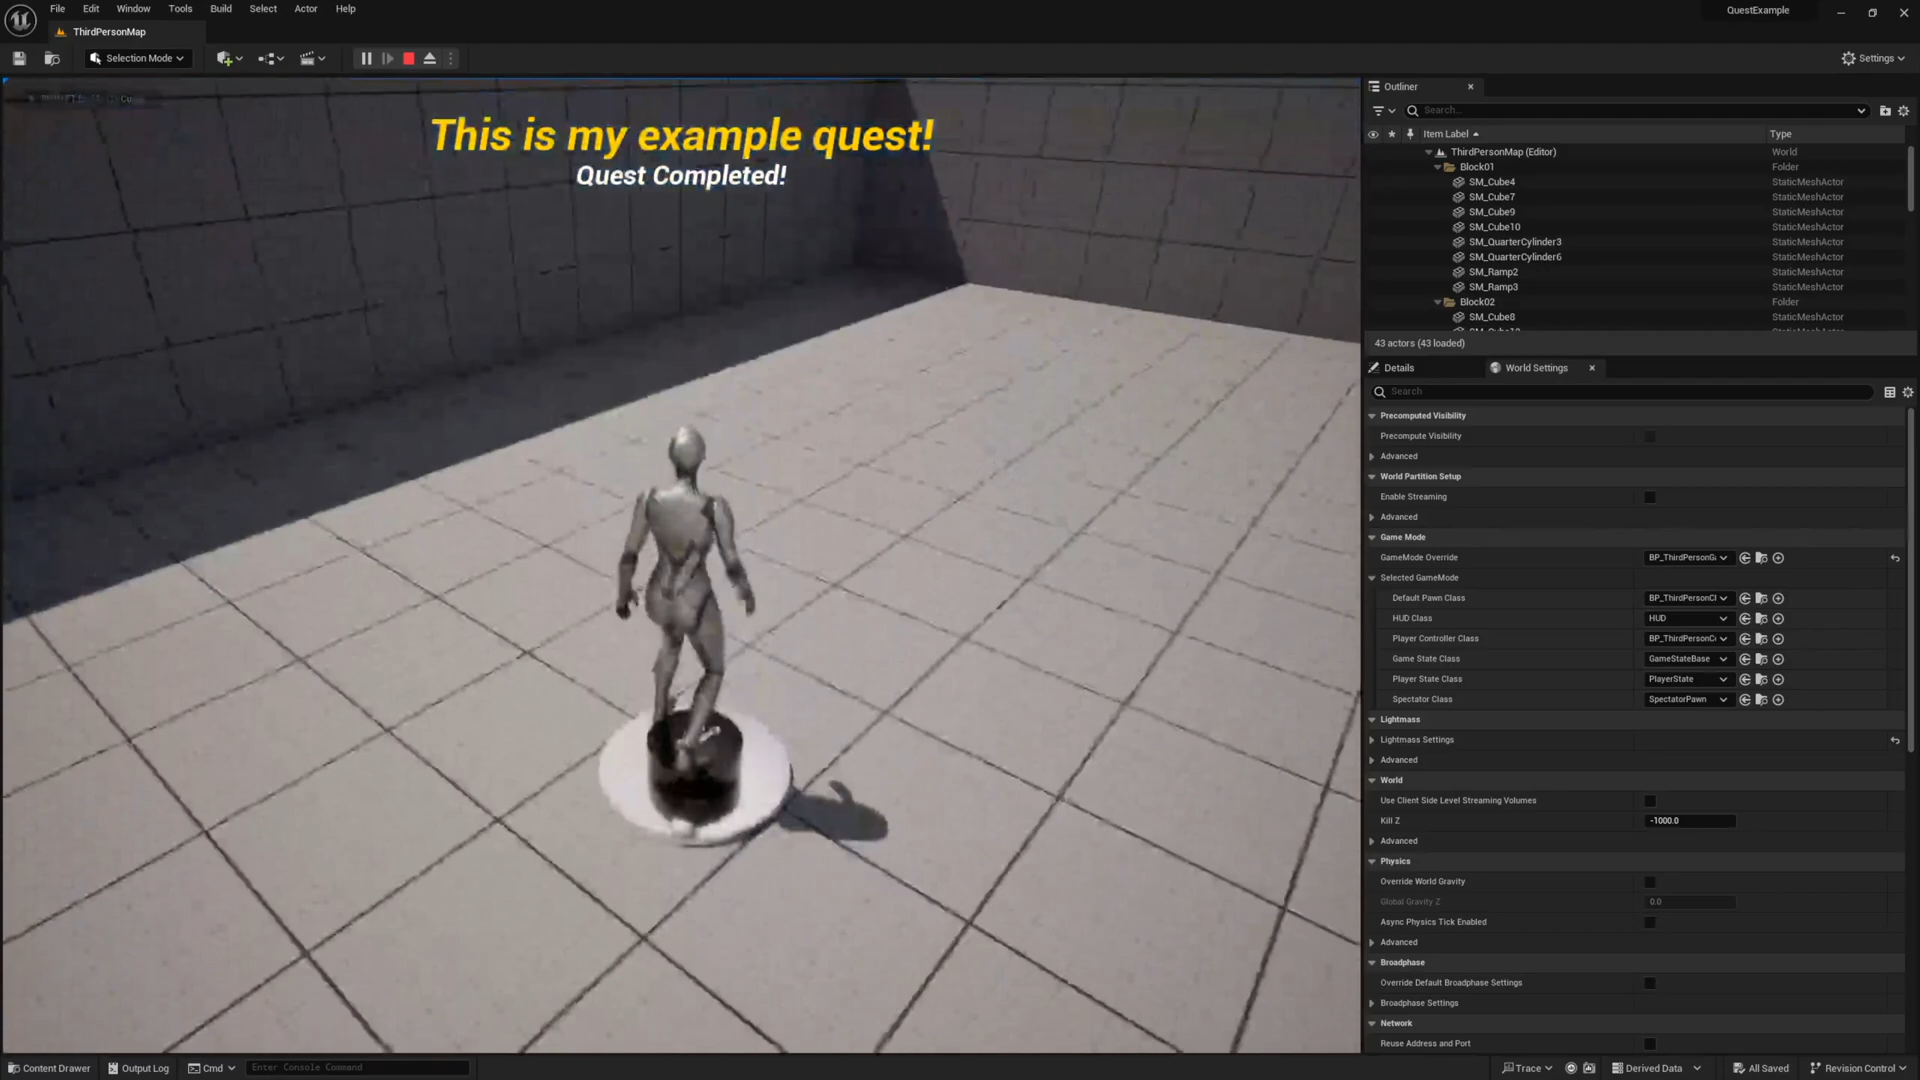 File Edit Window Tools Build Select Actor Help
QuestExample
ThirdPersonMap
Selection Mode
Settings
This is my example quest!
Quest Completed!
Outliner
Search...
Item Label Type
ThirdPersonMap (Editor) World
Block01 Folder
SM_Cube4 StaticMeshActor
SM_Cube7 StaticMeshActor
SM_Cube9 StaticMeshActor
SM_Cube10 StaticMeshActor
SM_QuarterCylinder3 StaticMeshActor
SM_QuarterCylinder6 StaticMeshActor
SM_Ramp2 StaticMeshActor
SM_Ramp3 StaticMeshActor
Block02 Folder
SM_Cube8 StaticMeshActor
43 actors (43 loaded)
Details World Settings
Search
Precomputed Visibility
Precompute Visibility
Advanced
World Partition Setup
Enable Streaming
Advanced
Game Mode
GameMode Override BP_ThirdPersonG
Selected GameMode
Default Pawn Class BP_ThirdPersonCl
HUD Class HUD
Player Controller Class BP_ThirdPersonC
Game State Class GameStateBase
Player State Class PlayerState
Spectator Class SpectatorPawn
Lightmass
Lightmass Settings
Advanced
World
Use Client Side Level Streaming Volumes
Kill Z -1000.0
Advanced
Physics
Override World Gravity
Global Gravity Z 0.0
Async Physics Tick Enabled
Advanced
Broadphase
Override Default Broadphase Settings
Broadphase Settings
Network
Reuse Address and Port
Content Drawer Output Log Cmd Enter Console Command
Trace Derived Data All Saved Revision Control